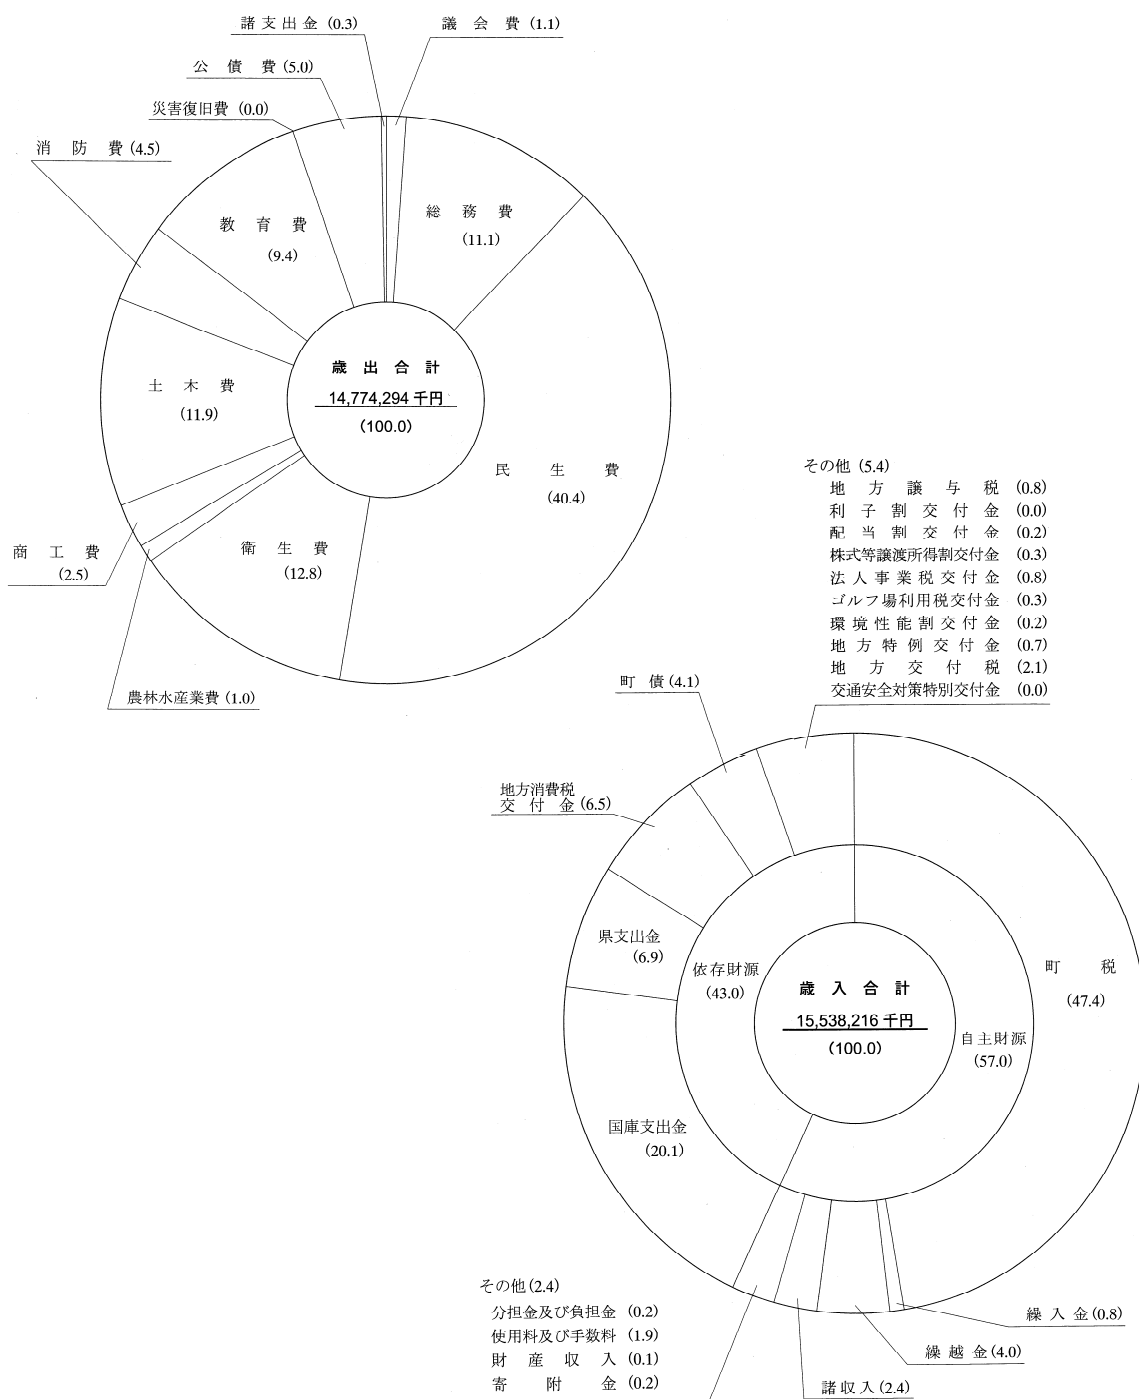 諸支出金 (0.3)
議会費 (1.1)
公債費 (5.0)
災害復旧費 (0.0)
消防費 (4.5)
教育費
(9.4)
総務費
(11.1)
歳出合計
14,774,294 千円
(100.0)
土木費
(11.9)
民生費
(40.4)
衛生費
(12.8)
商工費
(2.5)
農林水産業費 (1.0)
その他 (5.4)
地方譲与税 (0.8)
利子割交付金 (0.0)
配当割交付金 (0.2)
株式等譲渡所得割交付金 (0.3)
法人事業税交付金 (0.8)
ゴルフ場利用税交付金 (0.3)
環境性能割交付金 (0.2)
地方特例交付金 (0.7)
地方交付税 (2.1)
交通安全対策特別交付金 (0.0)
町債 (4.1)
地方消費税
交付金 (6.5)
県支出金
(6.9)
依存財源
(43.0)
歳入合計
15,538,216 千円
(100.0)
町税
(47.4)
自主財源
(57.0)
国庫支出金
(20.1)
その他 (2.4)
分担金及び負担金 (0.2)
使用料及び手数料 (1.9)
財産収入 (0.1)
寄附金 (0.2)
繰入金 (0.8)
繰越金 (4.0)
諸収入 (2.4)